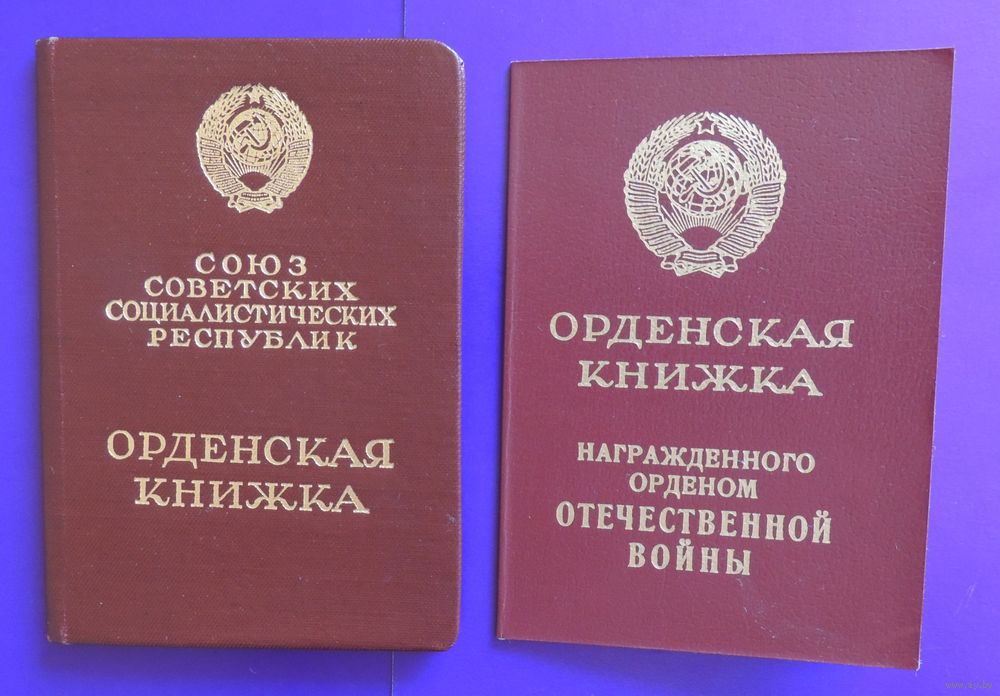 СОЮЗ
СОВЕТСКИХ
СОЦИАЛИСТИЧЕСКИХ
РЕСПУБЛИК
ОРДЕНСКАЯ
КНИЖКА
ОРДЕНСКАЯ
КНИЖКА
НАГРАЖДЕННОГО
ОРДЕНОМ
ОТЕЧЕСТВЕННОЙ
ВОЙНЫ